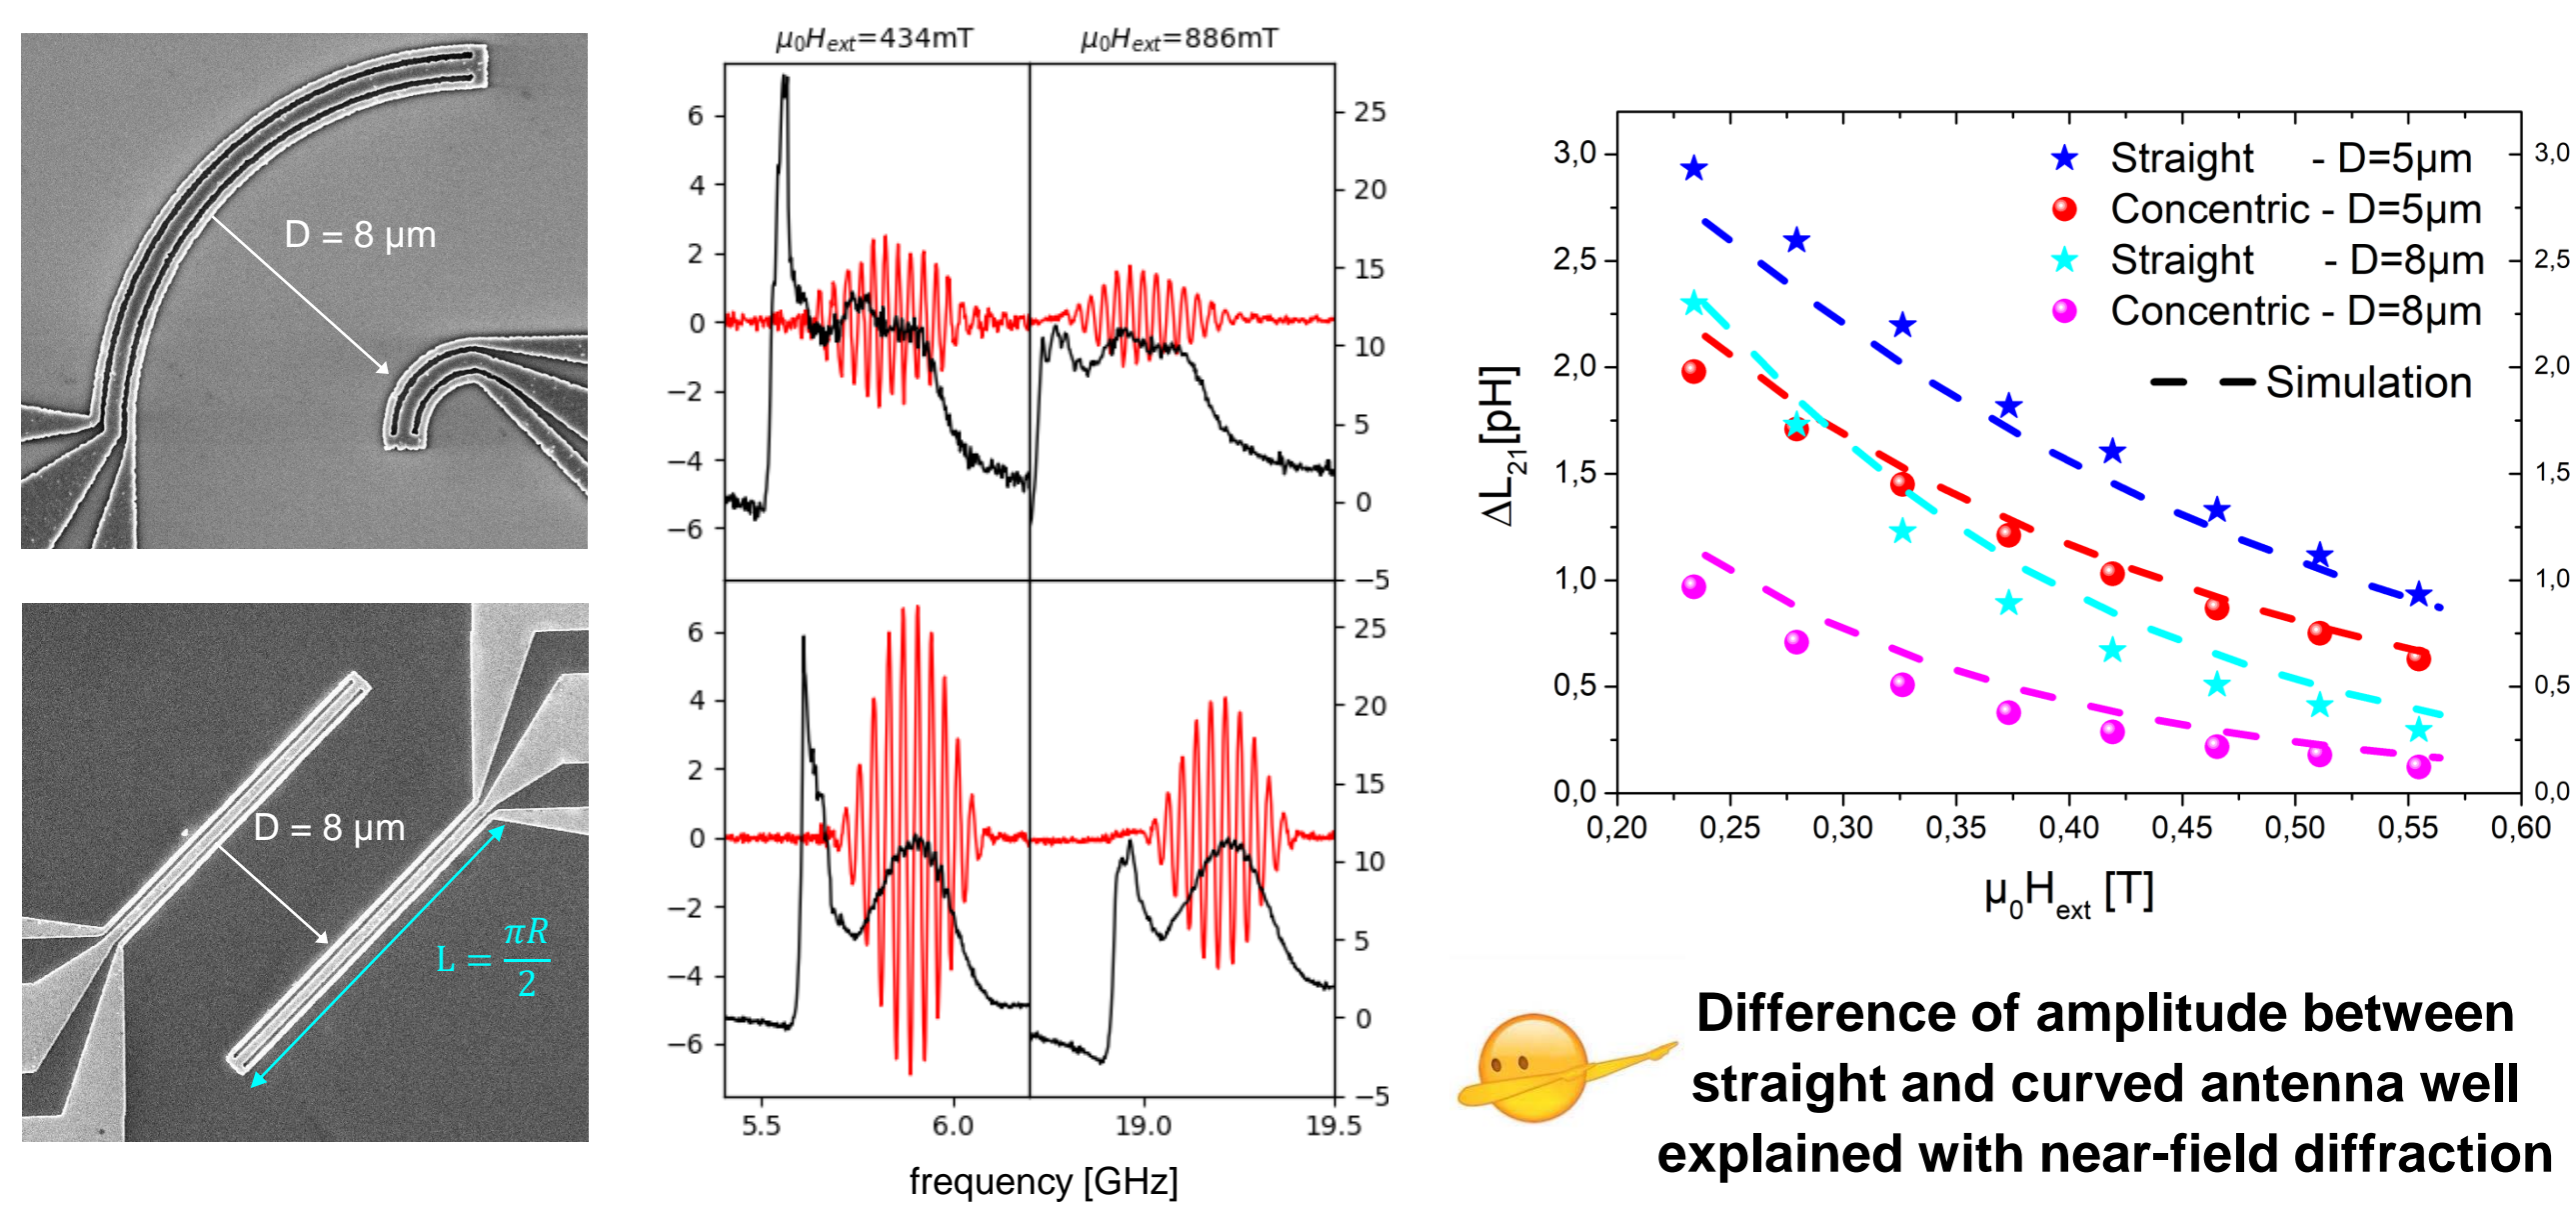 D = 8 µm
D = 8 µm
L = πR/2
μ₀Hₑₓₜ=434mT
μ₀Hₑₓₜ=886mT
6
4
2
0
−2
−4
−6
25
20
15
10
5
0
−5
6
4
2
0
−2
−4
−6
25
20
15
10
5
0
−5
5.5
6.0
19.0
19.5
frequency [GHz]
ΔL₂₁[pH]
3,0
2,5
2,0
1,5
1,0
0,5
0,0
Straight - D=5µm
Concentric - D=5µm
Straight - D=8µm
Concentric - D=8µm
Simulation
3,0
2,5
2,0
1,5
1,0
0,5
0,0
0,20 0,25 0,30 0,35 0,40 0,45 0,50 0,55 0,60
µ₀Hₑₓₜ [T]
Difference of amplitude between
straight and curved antenna well
explained with near-field diffraction